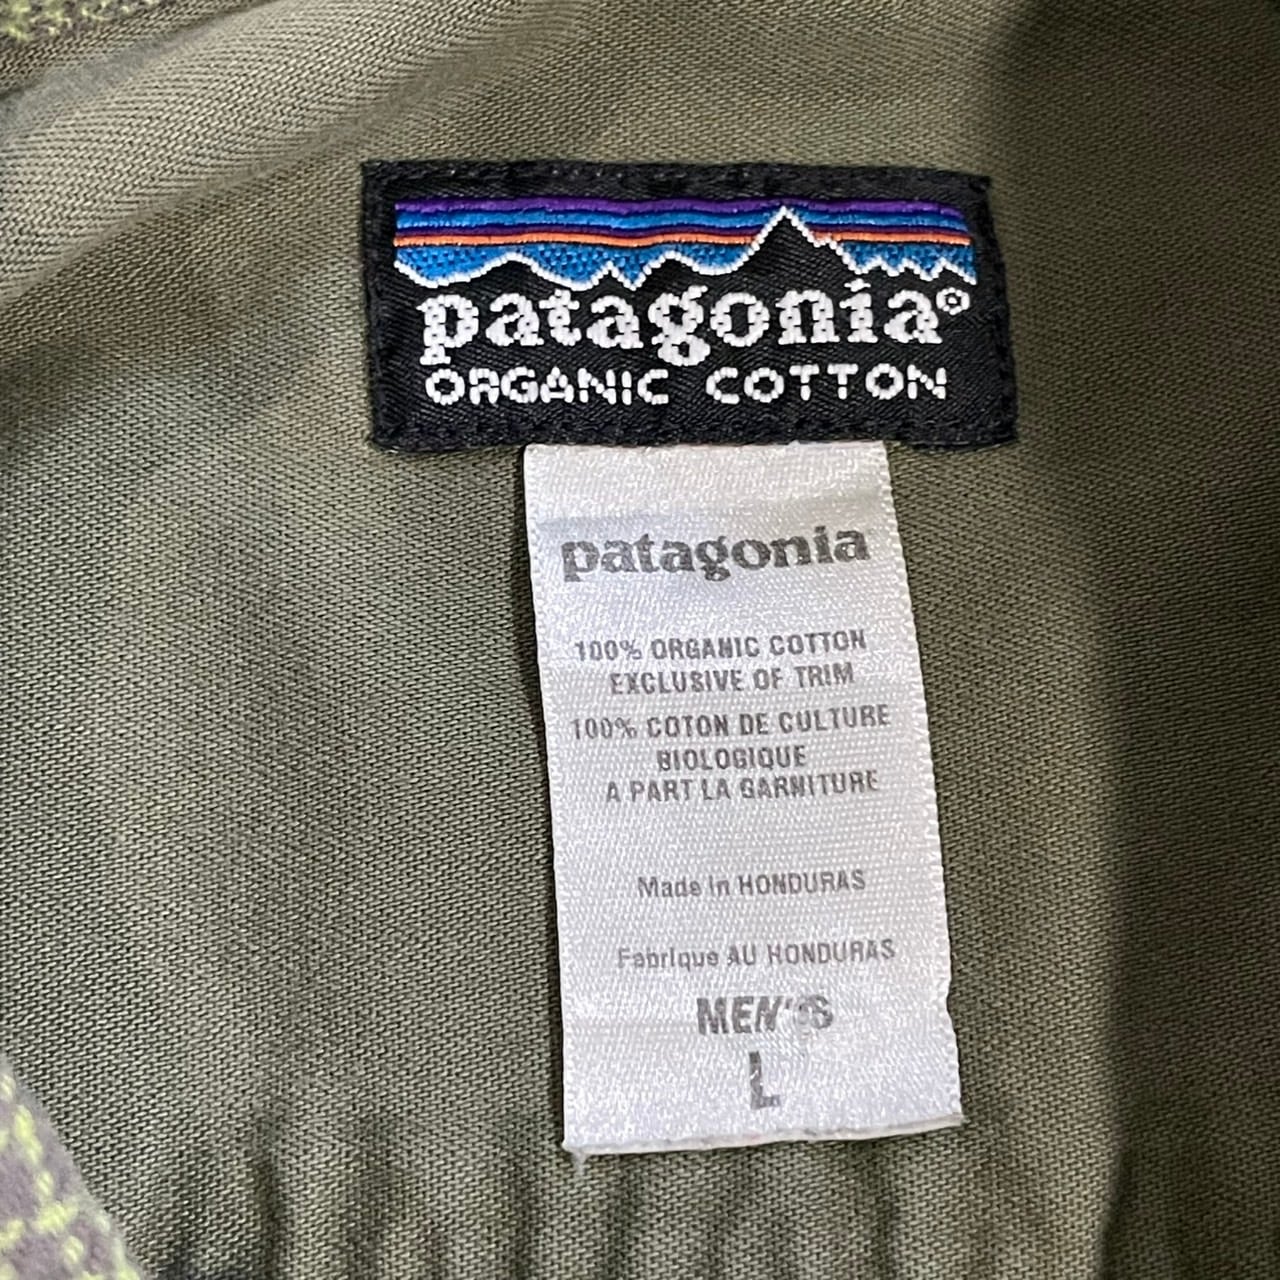 patagonia®
ORGANIC COTTON
patagonia
100% ORGANIC COTTON
EXCLUSIVE OF TRIM
100% COTON DE CULTURE
BIOLOGIQUE
A PART LA GARNITURE
Made in HONDURAS
Fabrique AU HONDURAS
MEN'S
L